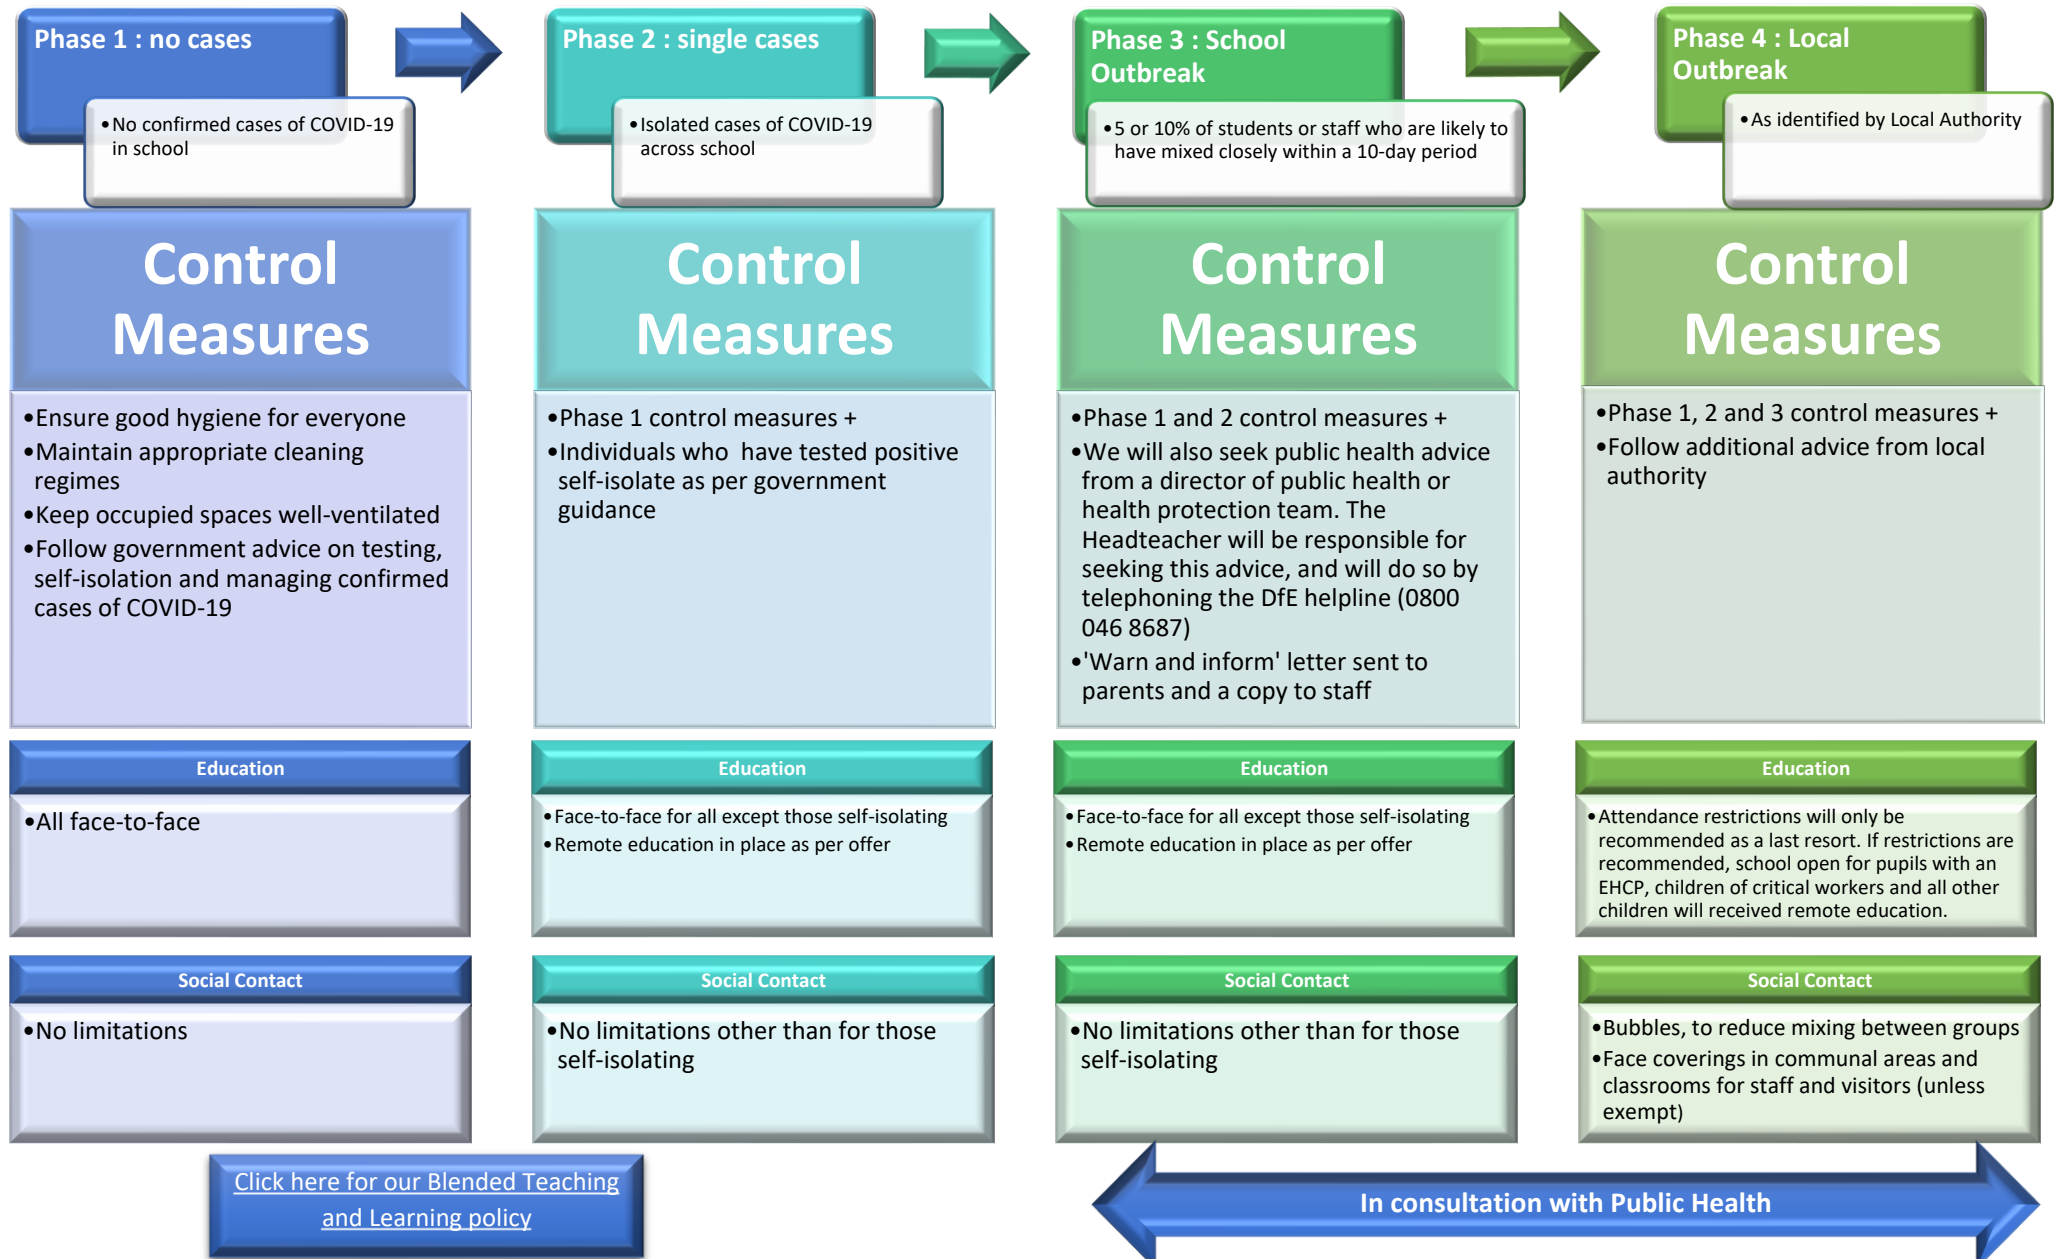 Phase 1 : no cases
•No confirmed cases of COVID-19
in school
Phase 2 : single cases
•Isolated cases of COVID-19
across school
Phase 3 : School
Outbreak
•5 or 10% of students or staff who are likely to
have mixed closely within a 10-day period
Phase 4 : Local
Outbreak
•As identified by Local Authority
Control
Measures
•Ensure good hygiene for everyone
•Maintain appropriate cleaning
regimes
•Keep occupied spaces well-ventilated
•Follow government advice on testing,
self-isolation and managing confirmed
cases of COVID-19
Control
Measures
•Phase 1 control measures +
•Individuals who  have tested positive
self-isolate as per government
guidance
Control
Measures
•Phase 1 and 2 control measures +
•We will also seek public health advice
from a director of public health or
health protection team. The
Headteacher will be responsible for
seeking this advice, and will do so by
telephoning the DfE helpline (0800
046 8687)
•'Warn and inform' letter sent to
parents and a copy to staff
Control
Measures
•Phase 1, 2 and 3 control measures +
•Follow additional advice from local
authority
Education
•All face-to-face
Education
•Face-to-face for all except those self-isolating
•Remote education in place as per offer
Education
•Face-to-face for all except those self-isolating
•Remote education in place as per offer
Education
•Attendance restrictions will only be
recommended as a last resort. If restrictions are
recommended, school open for pupils with an
EHCP, children of critical workers and all other
children will received remote education.
Social Contact
•No limitations
Social Contact
•No limitations other than for those
self-isolating
Social Contact
•No limitations other than for those
self-isolating
Social Contact
•Bubbles, to reduce mixing between groups
•Face coverings in communal areas and
classrooms for staff and visitors (unless
exempt)
Click here for our Blended Teaching
and Learning policy
In consultation with Public Health